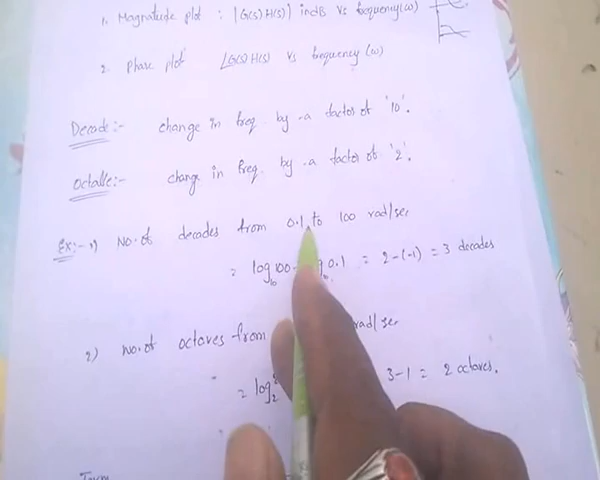 1. Magnitude plot : |G(s)H(s)| in dB vs frequency(ω)
2. Phase plot ∠G(s)H(s) vs frequency (ω)
Decade:- change in freq. by a factor of '10'.
Octave:- change in freq. by a factor of '2'.
Ex:- 1) No. of decades from 0.1 to 100 rad/sec
= log₁₀100 - 0.1 = 2-(-1) = 3 decades
2) No. of octaves from rad/sec
= log₂ 3-1 = 2 octaves.